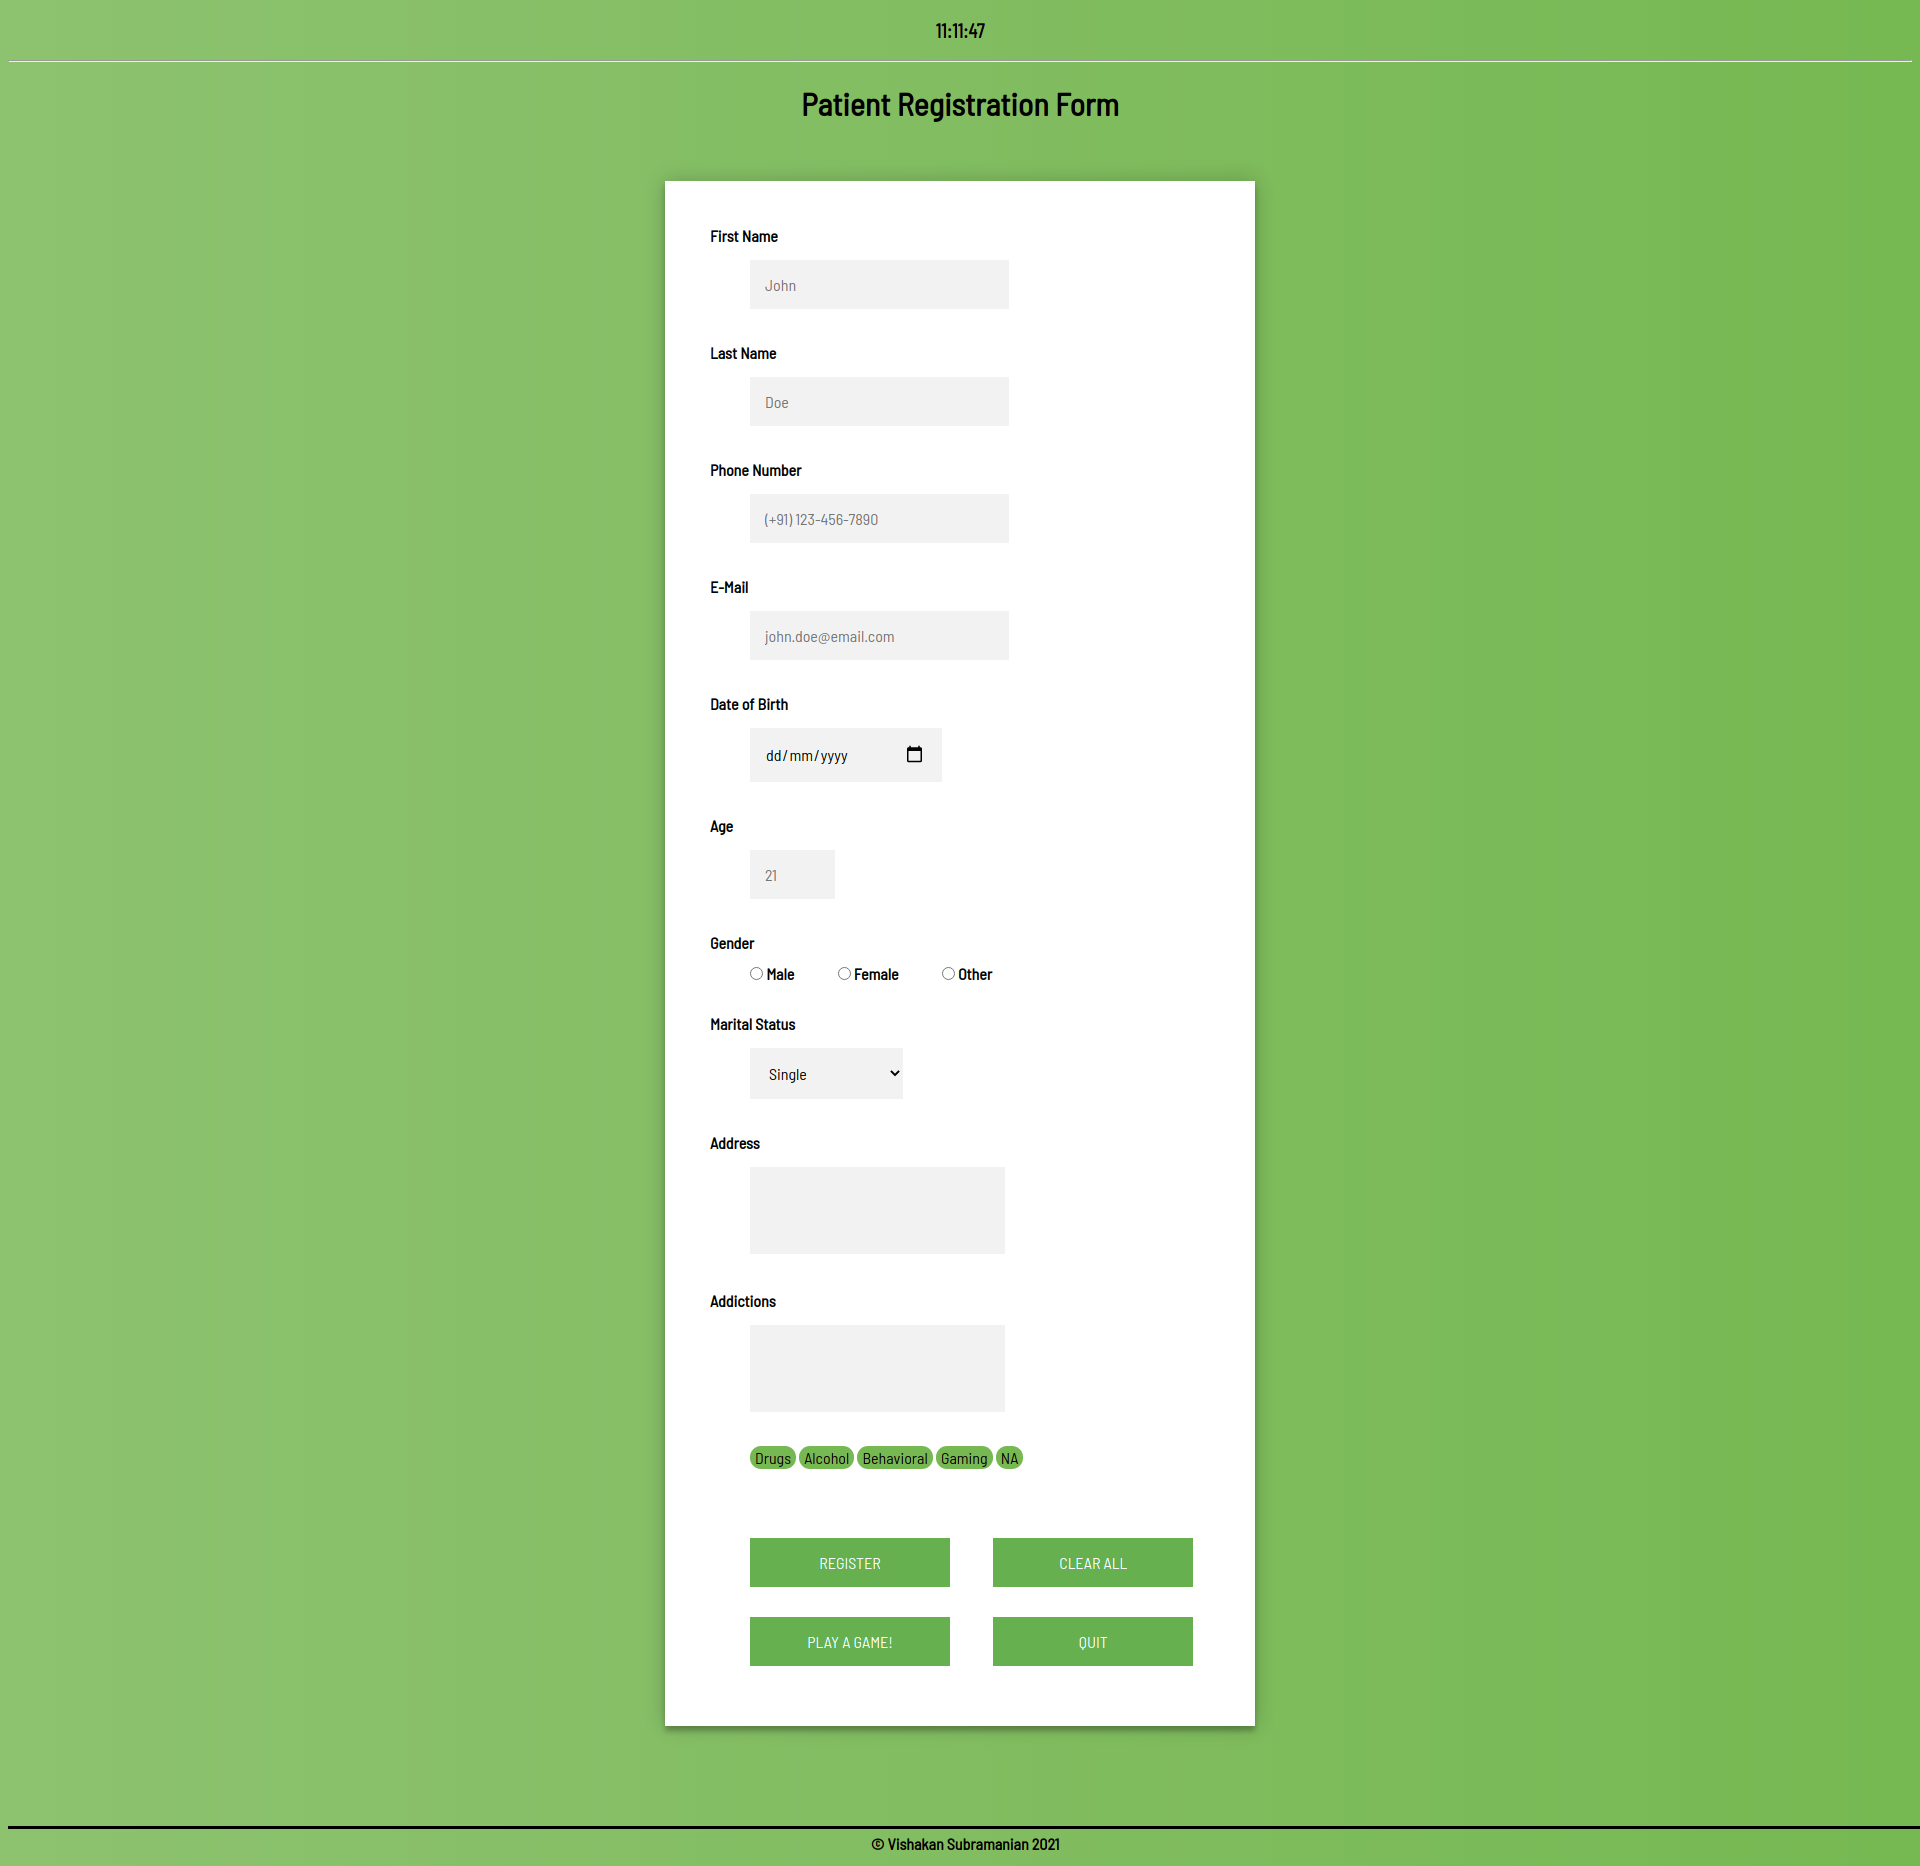 11:11:47
Patient Registration Form
First Name
John
Last Name
Doe
Phone Number
(+91) 123-456-7890
E-Mail
john.doe@email.com
Date of Birth
dd/mm/yyyy
Age
21
Gender
Male Female Other
Marital Status
Single
Address
Addictions
Drugs Alcohol Behavioral Gaming NA
REGISTER CLEAR ALL
PLAY A GAME! QUIT
© Vishakan Subramanian 2021